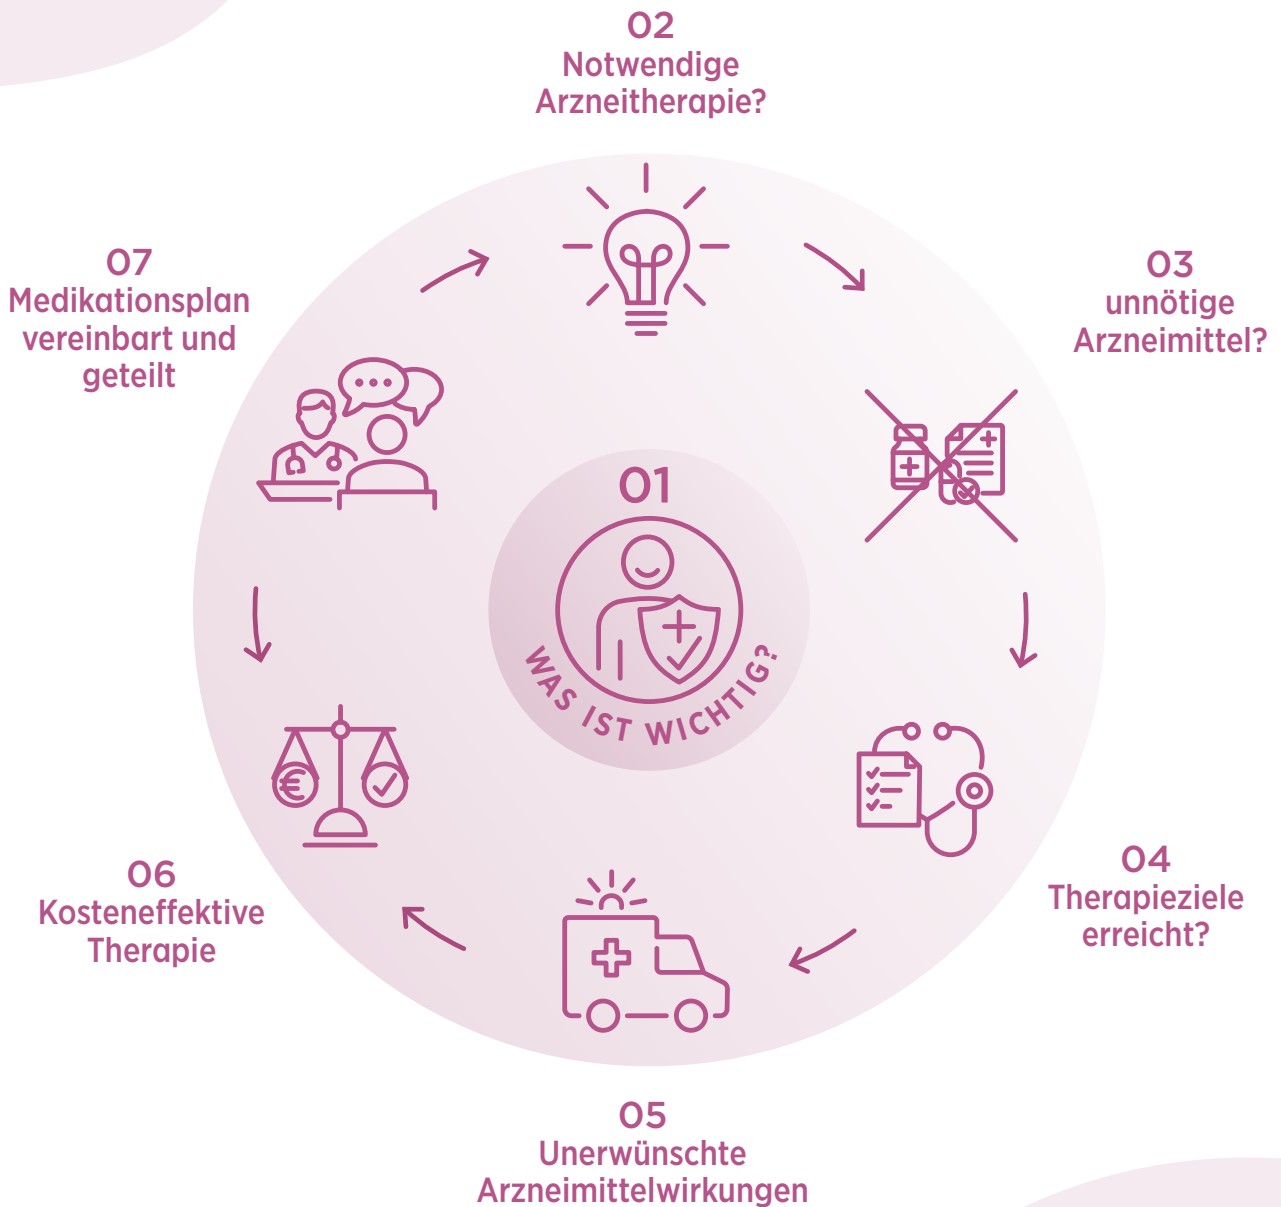 01
WAS IST WICHTIG?
02
Notwendige
Arzneitherapie?
03
unnötige
Arzneimittel?
04
Therapieziele
erreicht?
05
Unerwünschte
Arzneimittelwirkungen
06
Kosteneffektive
Therapie
07
Medikationsplan
vereinbart und
geteilt
€